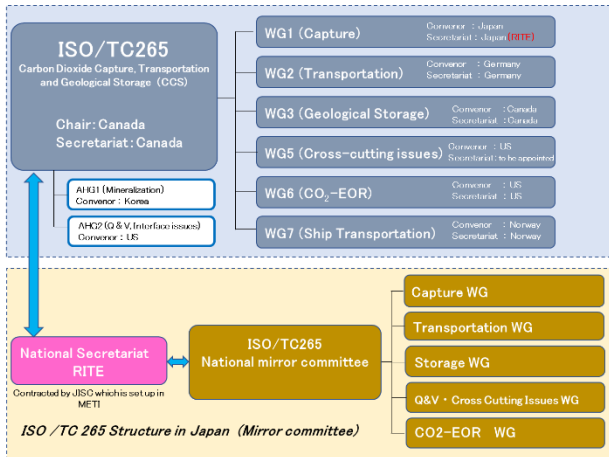 ISO/TC265
Carbon Dioxide Capture, Transportation
and Geological Storage (CCS)
Chair: Canada
Secretariat: Canada
AHG1 (Mineralization)
Convenor : Korea
AHG2 (Q & V, Interface issues)
Convenor : US
WG1 (Capture)
Convenor : Japan
Secretariat : Japan(RITE)
WG2 (Transportation)
Convenor : Germany
Secretariat : Germany
WG3 (Geological Storage)
Convenor : Canada
Secretariat : Canada
WG5 (Cross-cutting issues)
Convenor : US
Secretariat: to be appointed
WG6 (CO₂-EOR)
Convenor : US
Secretariat : US
WG7 (Ship Transportation)
Convenor : Norway
Secretariat : Norway
National Secretariat
RITE
Contracted by JISC which is set up in
METI
ISO/TC265
National mirror committee
Capture WG
Transportation WG
Storage WG
Q&V・Cross Cutting Issues WG
CO2-EOR WG
ISO /TC 265 Structure in Japan (Mirror committee)